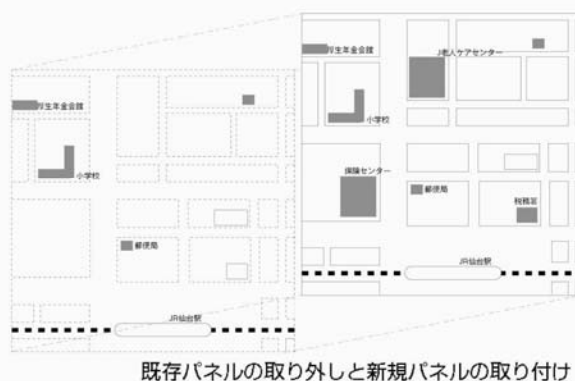 厚生年金会館
小学校
郵便局
JR仙台駅
厚生年金会館
J老人ケアセンター
小学校
保険センター
郵便局
税務署
JR仙台駅
既存パネルの取り外しと新規パネルの取り付け